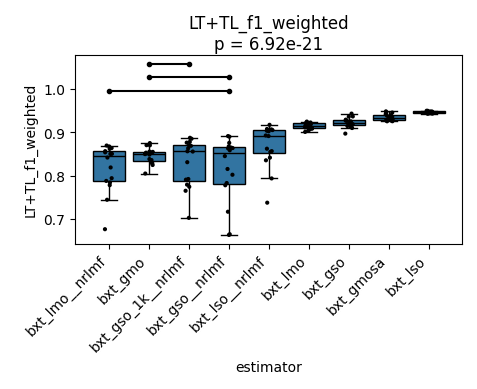 LT+TL_f1_weighted
p = 6.92e-21
LT+TL_f1_weighted
1.0
0.9
0.8
0.7
bxt_lmo__nrlmf
bxt_gmo
bxt_gso_1k__nrlmf
bxt_gso__nrlmf
bxt_lso__nrlmf
bxt_lmo
bxt_gso
bxt_gmosa
bxt_lso
estimator